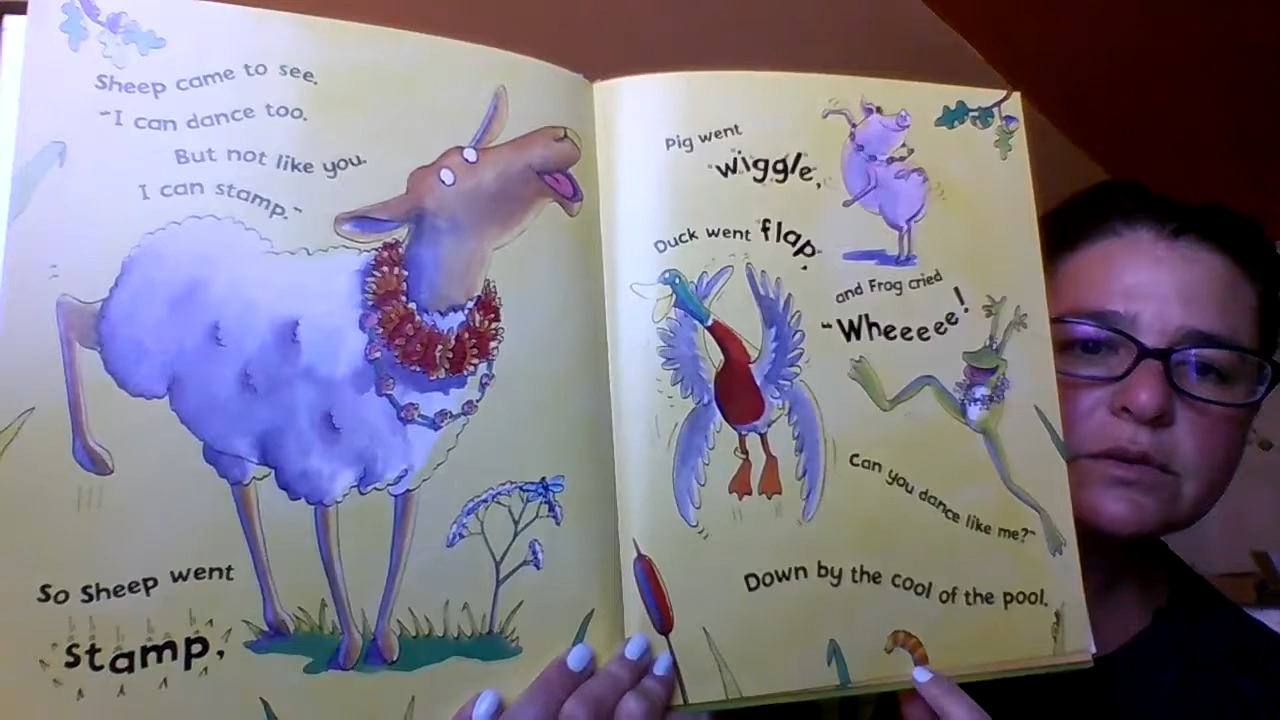 Sheep came to see.
"I can dance too.
But not like you.
I can stamp."
So Sheep went
stamp,
Pig went
wiggle,
Duck went flap,
and Frog cried
"Wheeeee!
Can you dance like me?"
Down by the cool of the pool.